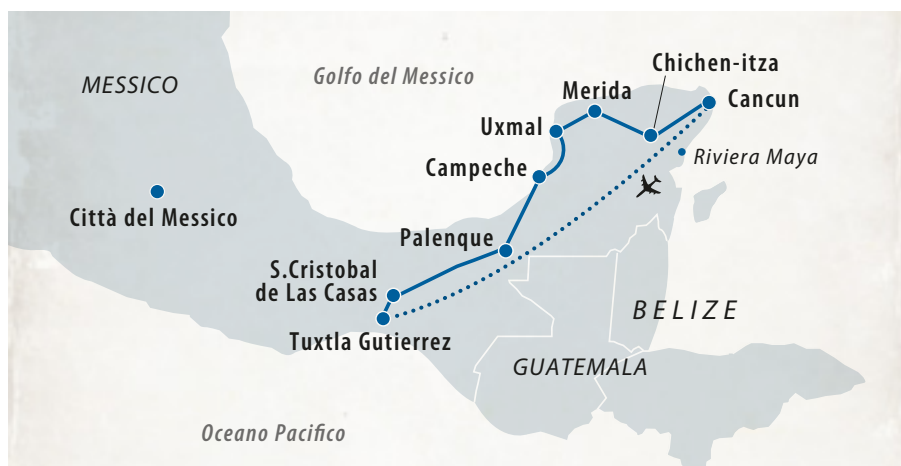 MESSICO
Golfo del Messico
Chichen-itza
Merida
Cancun
Uxmal
Riviera Maya
Campeche
Città del Messico
Palenque
S.Cristobal
de Las Casas
BELIZE
Tuxtla Gutierrez
GUATEMALA
Oceano Pacifico